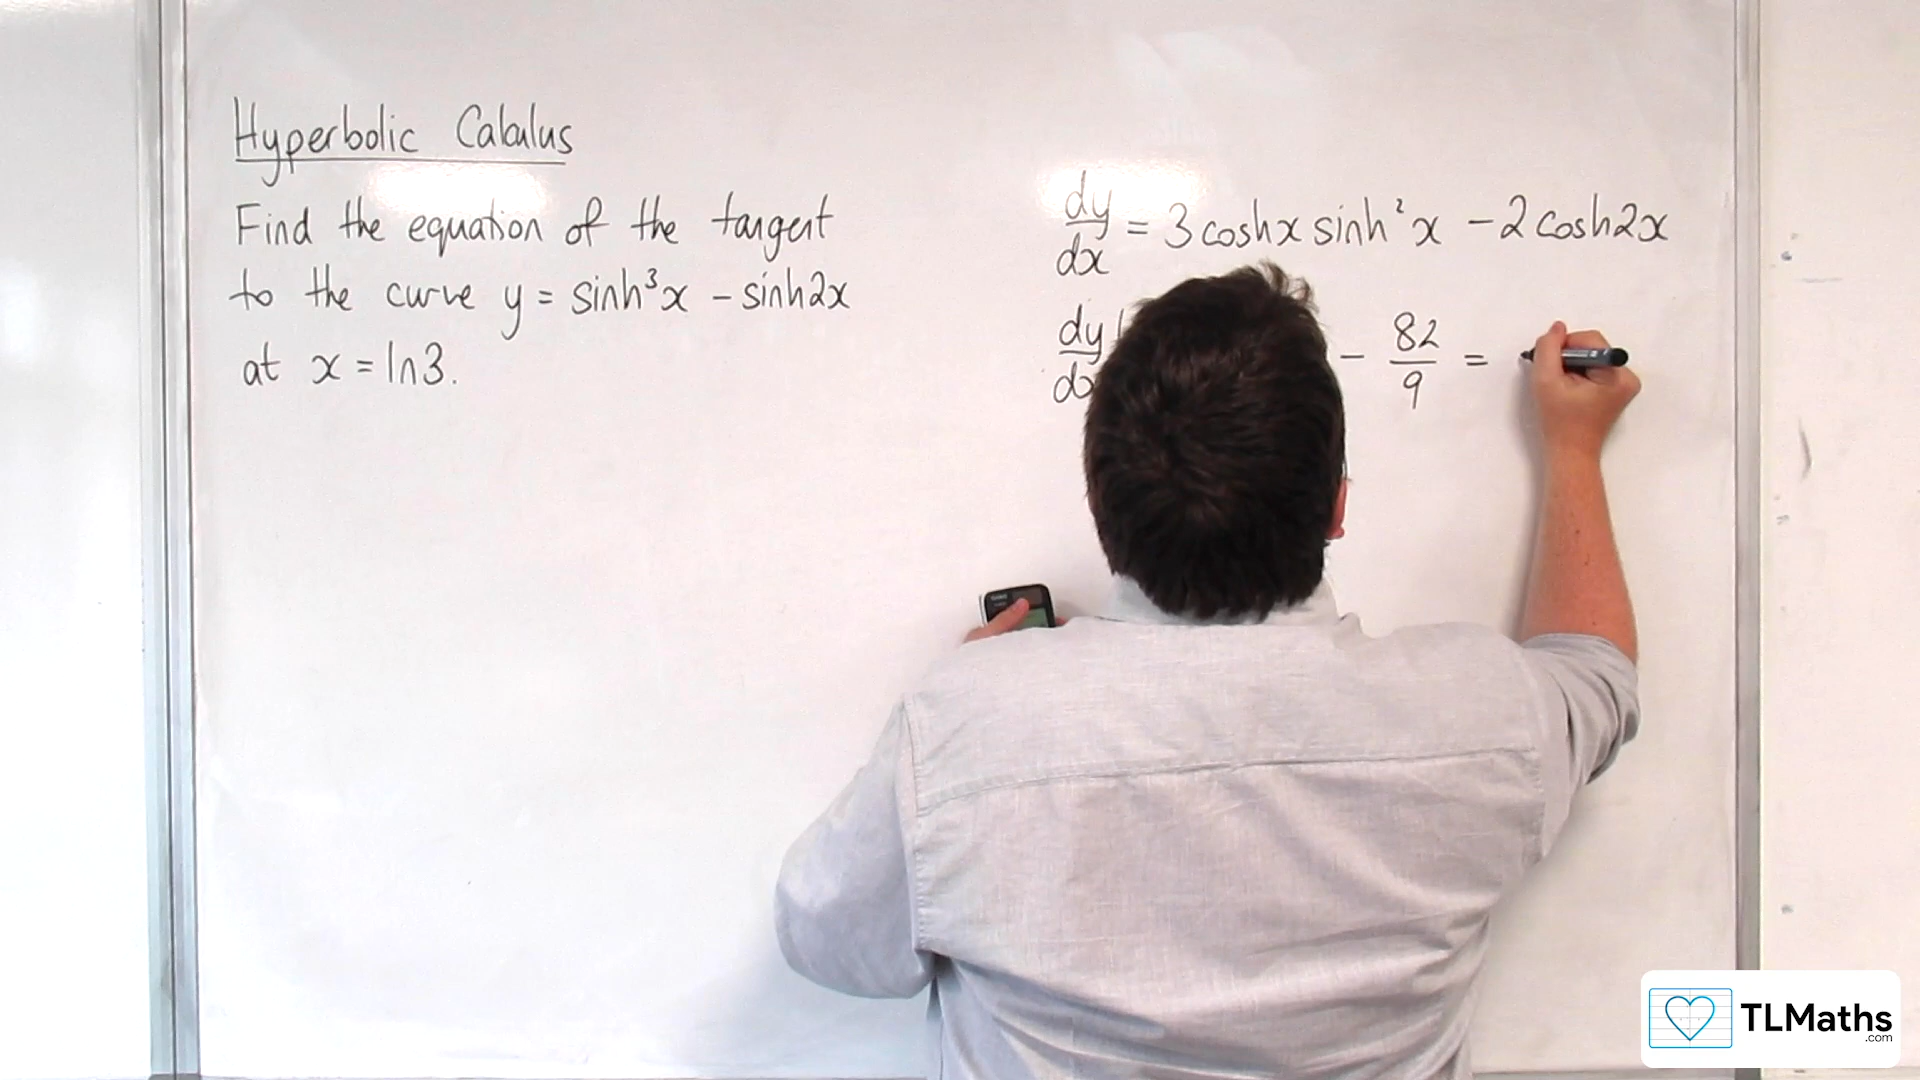 Hyperbolic Calculus
Find the equation of the tangent
to the curve y = sinh³x - sinh2x
at x = ln3.
dy/dx = 3coshx sinh²x - 2cosh2x
dy - 82/9 =
TLMaths
.com